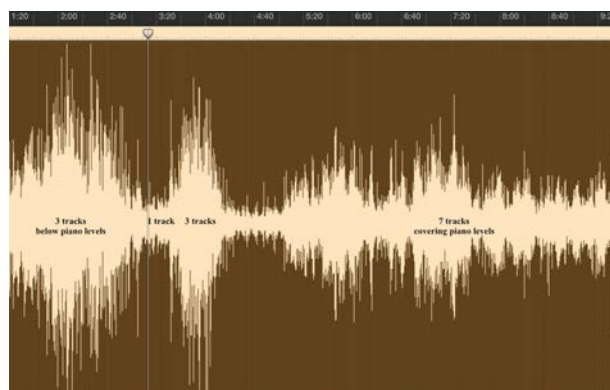 1:20 2:00 2:40 3:20 4:00 4:40 5:20 6:00 6:40 7:20 8:00 8:40 9:2
3 tracks 1 track 3 tracks 7 tracks
below piano levels covering piano levels